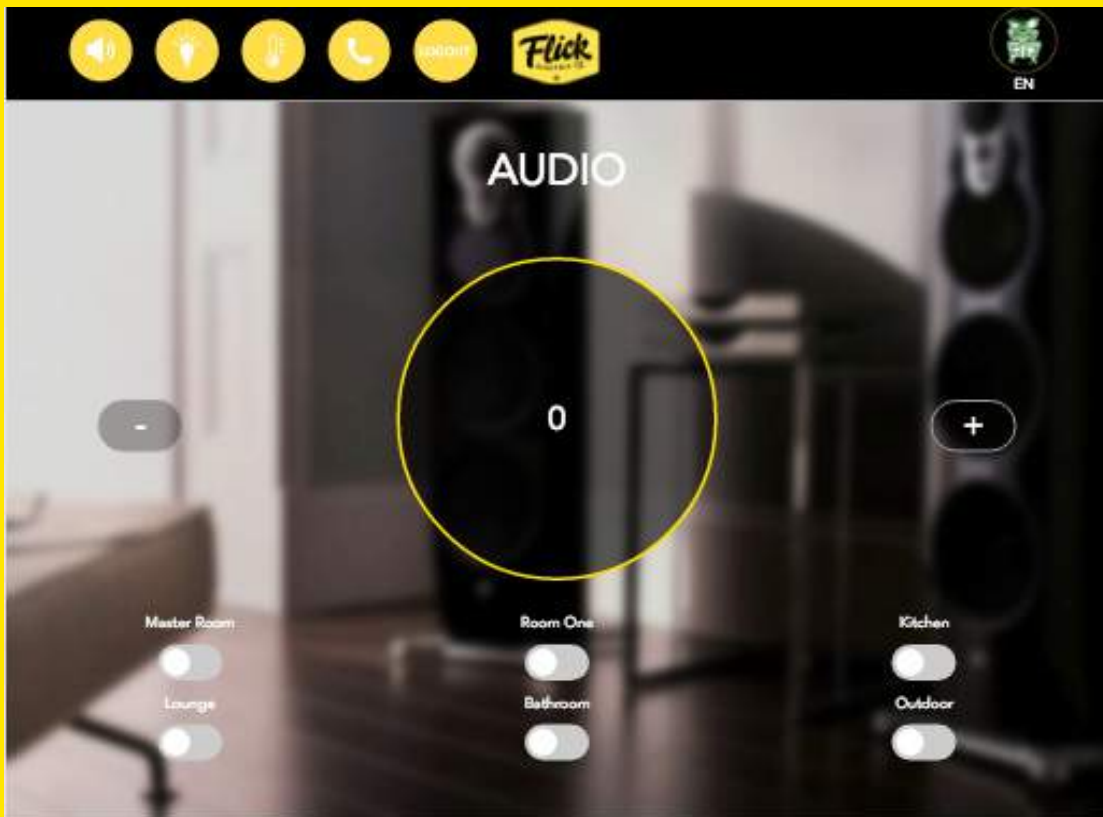 LOGOUT
Flick
EN
AUDIO
-
0
+
Master Room
Room One
Kitchen
Lounge
Bathroom
Outdoor